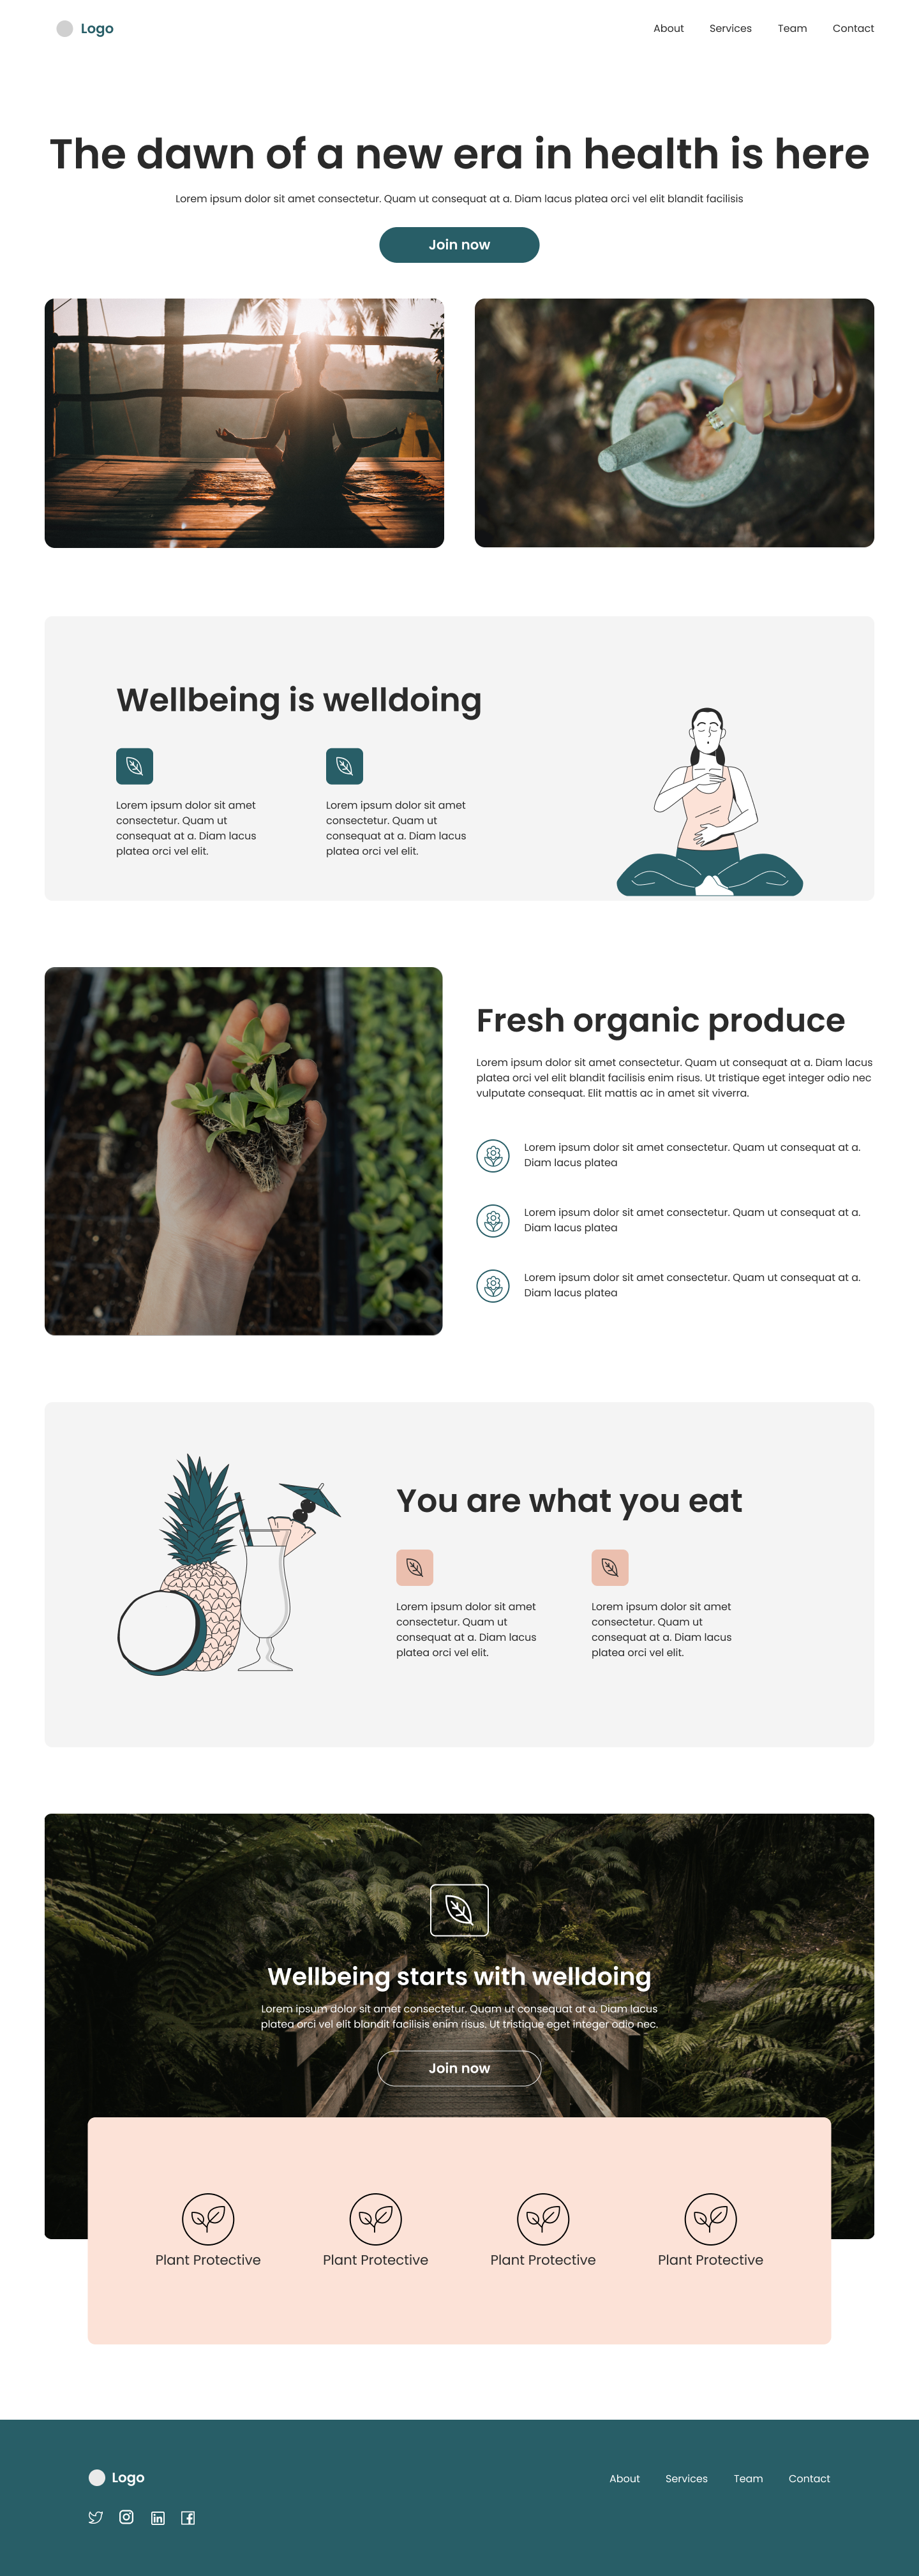 Logo
About
Services
Team
Contact
The dawn of a new era in health is here
Lorem ipsum dolor sit amet consectetur. Quam ut consequat at a. Diam lacus platea orci vel elit blandit facilisis
Join now
Wellbeing is welldoing
Lorem ipsum dolor sit amet
consectetur. Quam ut
consequat at a. Diam lacus
platea orci vel elit.
Lorem ipsum dolor sit amet
consectetur. Quam ut
consequat at a. Diam lacus
platea orci vel elit.
Fresh organic produce
Lorem ipsum dolor sit amet consectetur. Quam ut consequat at a. Diam lacus
platea orci vel elit blandit facilisis enim risus. Ut tristique eget integer odio nec
vulputate consequat. Elit mattis ac in amet sit viverra.
Lorem ipsum dolor sit amet consectetur. Quam ut consequat at a.
Diam lacus platea
Lorem ipsum dolor sit amet consectetur. Quam ut consequat at a.
Diam lacus platea
Lorem ipsum dolor sit amet consectetur. Quam ut consequat at a.
Diam lacus platea
You are what you eat
Lorem ipsum dolor sit amet
consectetur. Quam ut
consequat at a. Diam lacus
platea orci vel elit.
Lorem ipsum dolor sit amet
consectetur. Quam ut
consequat at a. Diam lacus
platea orci vel elit.
Wellbeing starts with welldoing
Lorem ipsum dolor sit amet consectetur. Quam ut consequat at a. Diam lacus
platea orci vel elit blandit facilisis enim risus. Ut tristique eget integer odio nec.
Join now
Plant Protective
Plant Protective
Plant Protective
Plant Protective
Logo
About
Services
Team
Contact